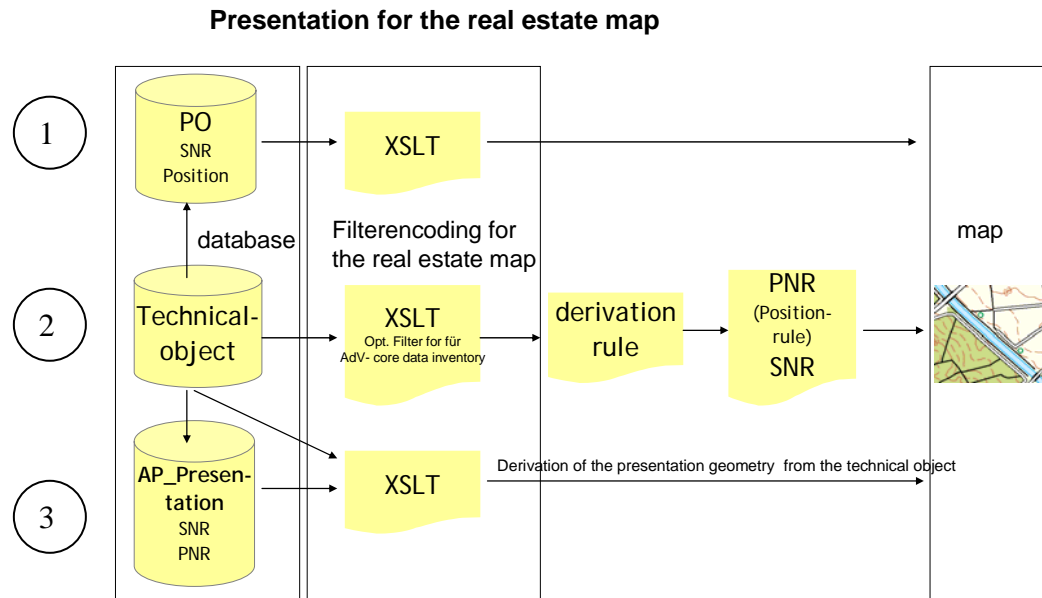 Presentation for the real estate map
1
PO
SNR
Position
XSLT
database
Filterencoding for
the real estate map
map
2
Technical-
object
XSLT
Opt. Filter for für
AdV- core data inventory
derivation
rule
PNR
(Position-
rule)
SNR
3
AP_Presen-
tation
SNR
PNR
XSLT
Derivation of the presentation geometry from the technical object